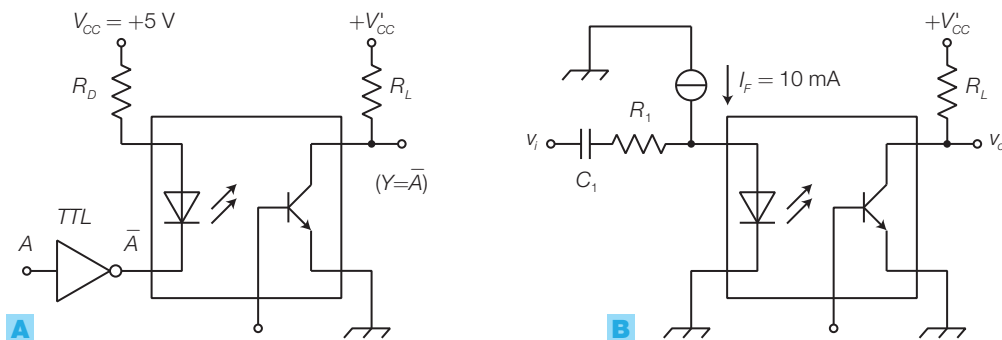 V_CC = +5 V
+V'_CC
R_D
R_L
(Y=A̅)
TTL
A
A̅
A
+V'_CC
I_F = 10 mA
R_L
R_1
v_i
v_o
C_1
B